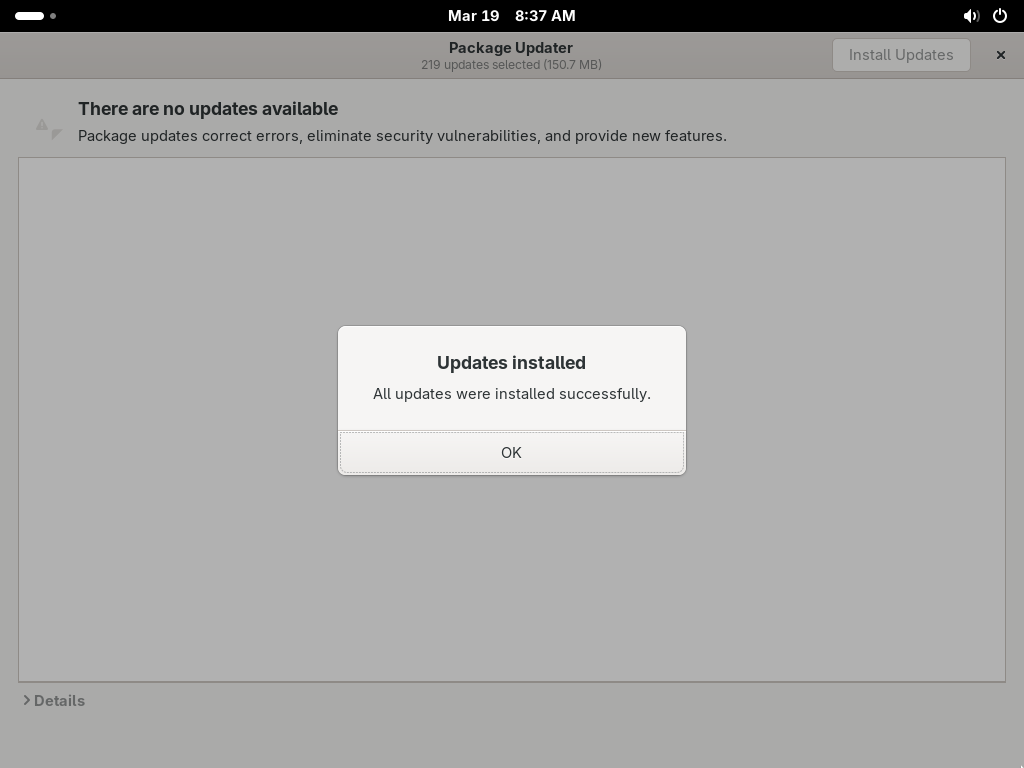 Mar 19 8:37 AM
Package Updater
219 updates selected (150.7 MB)
Install Updates
There are no updates available
Package updates correct errors, eliminate security vulnerabilities, and provide new features.
Updates installed
All updates were installed successfully.
OK
Details